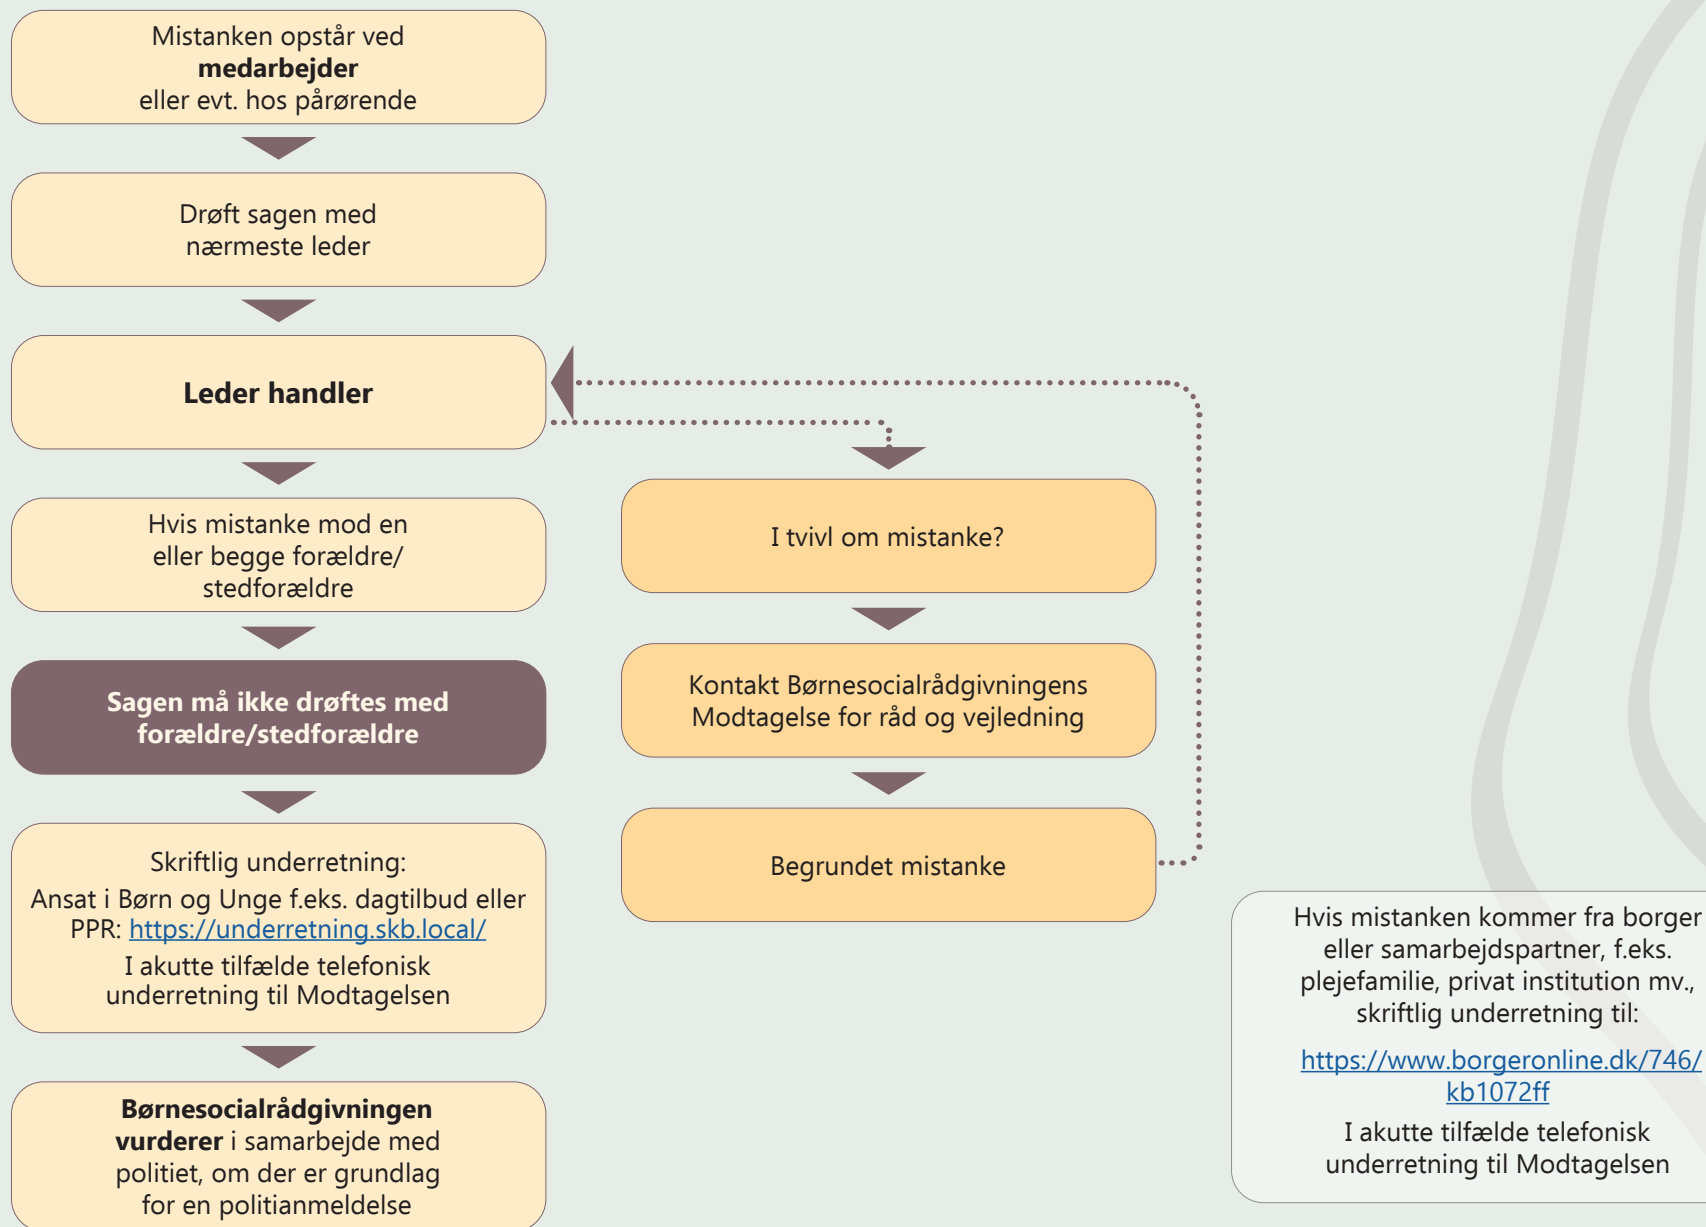 Mistanken opstår ved
medarbejder
eller evt. hos pårørende
Drøft sagen med
nærmeste leder
Leder handler
Hvis mistanke mod en
eller begge forældre/
stedforældre
Sagen må ikke drøftes med
forældre/stedforældre
Skriftlig underretning:
Ansat i Børn og Unge f.eks. dagtilbud eller
PPR: https://underretning.skb.local/
I akutte tilfælde telefonisk
underretning til Modtagelsen
Børnesocialrådgivningen
vurderer i samarbejde med
politiet, om der er grundlag
for en politianmeldelse
I tvivl om mistanke?
Kontakt Børnesocialrådgivningens
Modtagelse for råd og vejledning
Begrundet mistanke
Hvis mistanken kommer fra borger
eller samarbejdspartner, f.eks.
plejefamilie, privat institution mv.,
skriftlig underretning til:
https://www.borgeronline.dk/746/
kb1072ff
I akutte tilfælde telefonisk
underretning til Modtagelsen